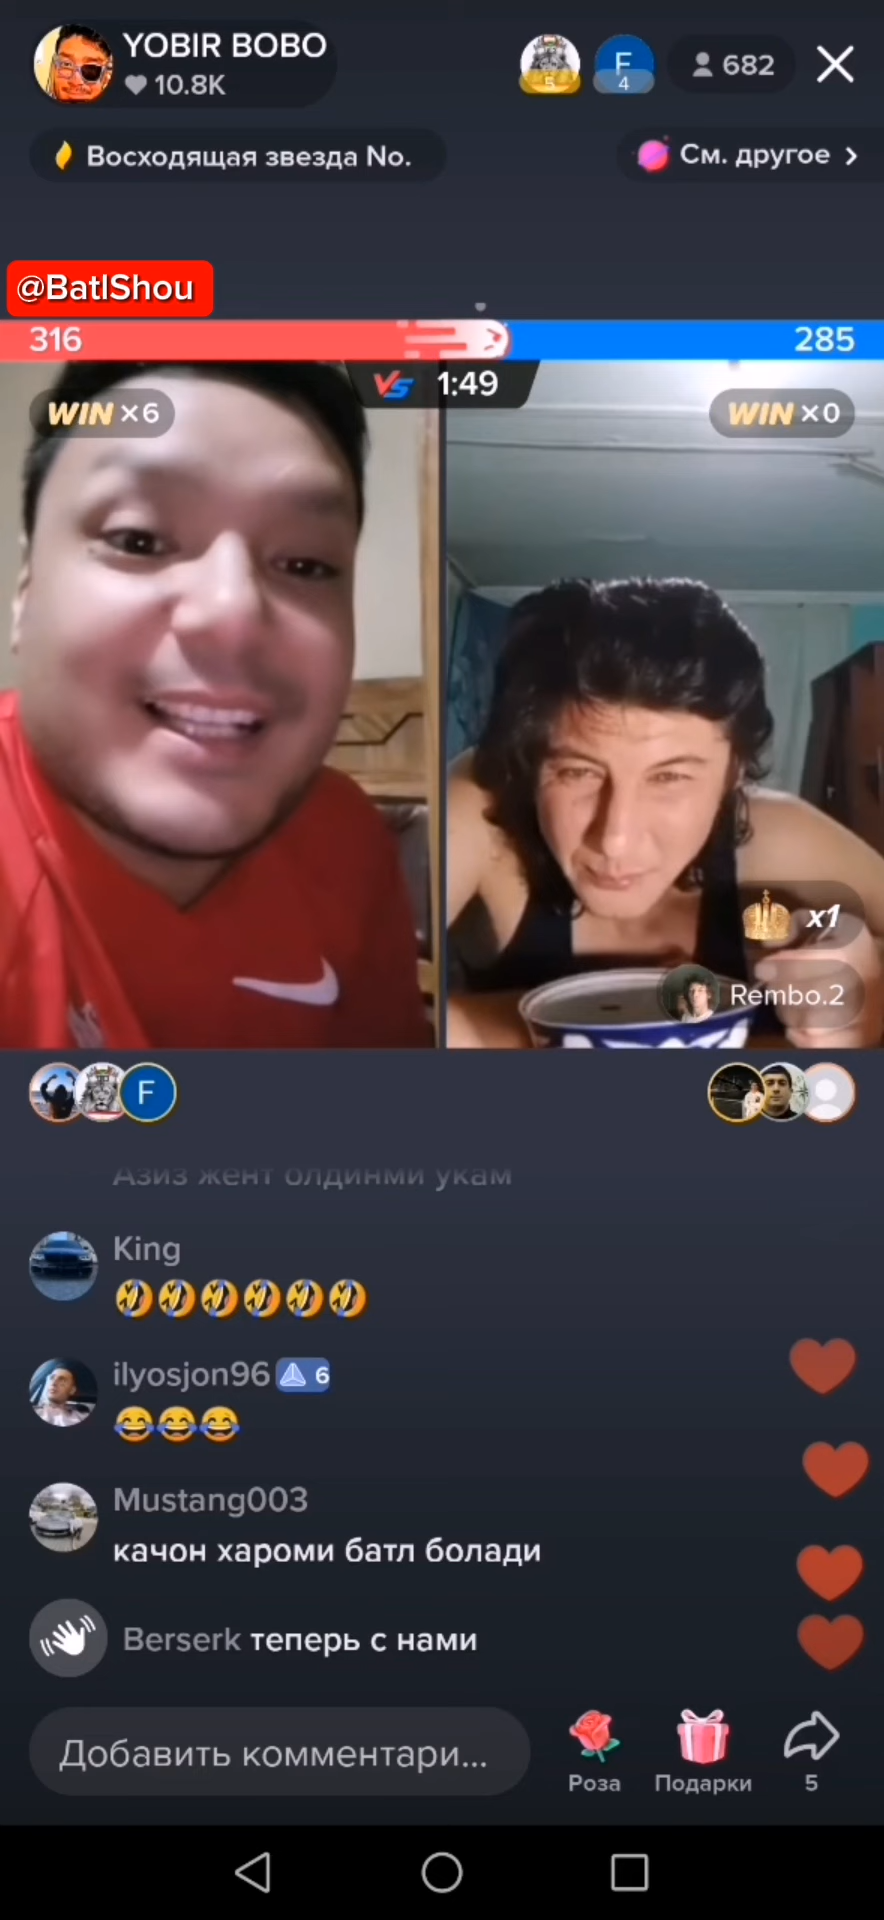 YOBIR BOBO
10.8K
5
F
4
682
Восходящая звезда No.
См. другое
@BatlShou
316
285
VS 1:49
WIN ×6
WIN ×0
x1
Rembo.2
F
Азиз жент олдинми укам
King
🤣🤣🤣🤣🤣🤣
ilyosjon96 6
😂😂😂
Mustang003
качон хароми батл болади
Berserk теперь с нами
Добавить комментари...
Роза
Подарки
5